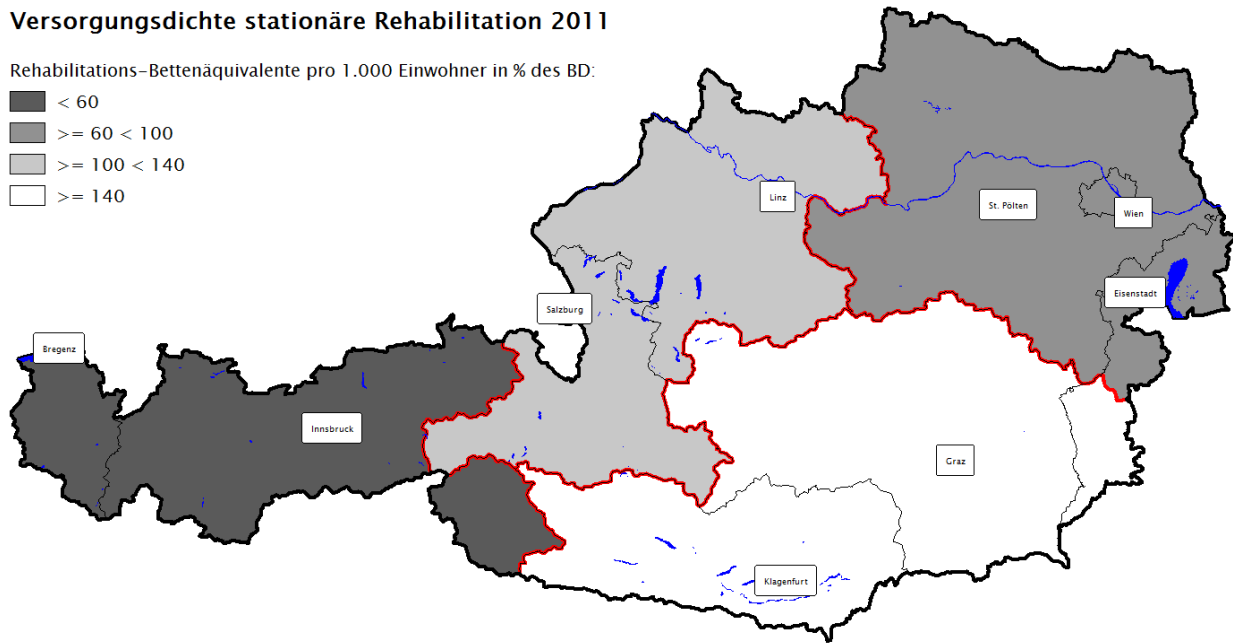 Versorgungsdichte stationäre Rehabilitation 2011
Rehabilitations-Bettenäquivalente pro 1.000 Einwohner in % des BD:
< 60
>= 60 < 100
>= 100 < 140
>= 140
Linz
St. Pölten
Wien
Eisenstadt
Salzburg
Bregenz
Innsbruck
Graz
Klagenfurt